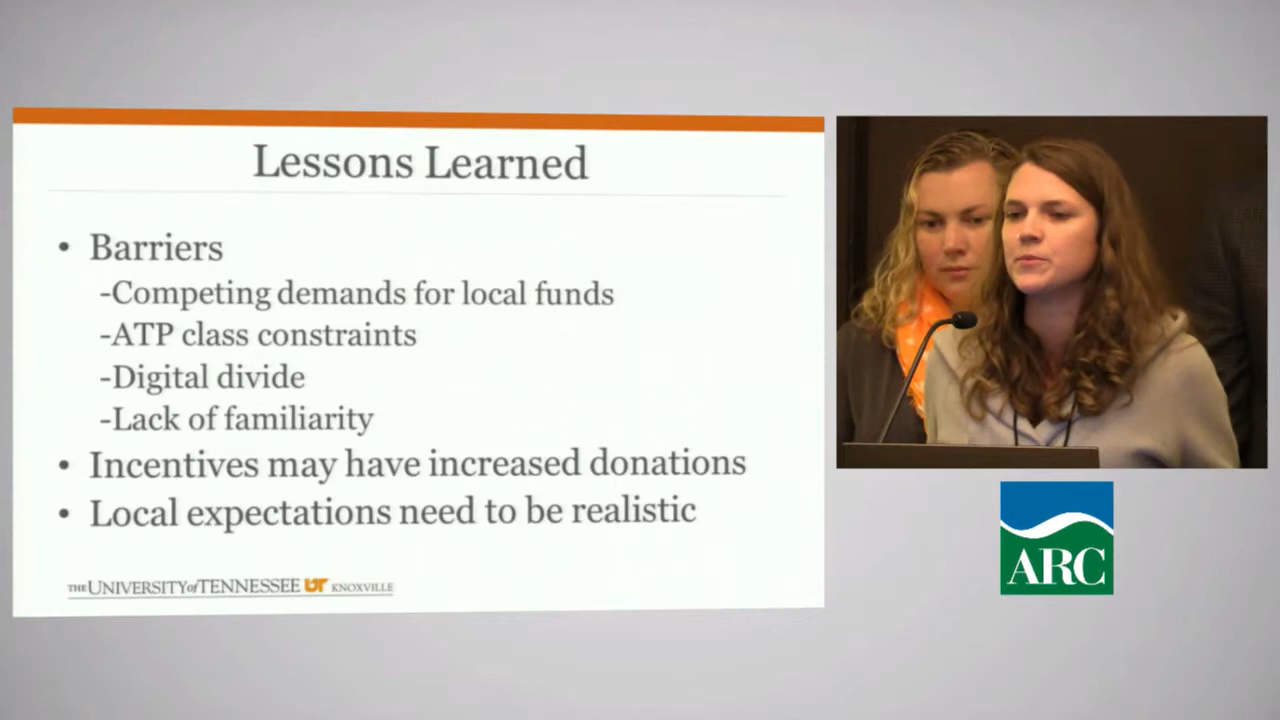 Lessons Learned
• Barriers
-Competing demands for local funds
-ATP class constraints
-Digital divide
-Lack of familiarity
• Incentives may have increased donations
• Local expectations need to be realistic
THE UNIVERSITY of TENNESSEE UT KNOXVILLE
ARC